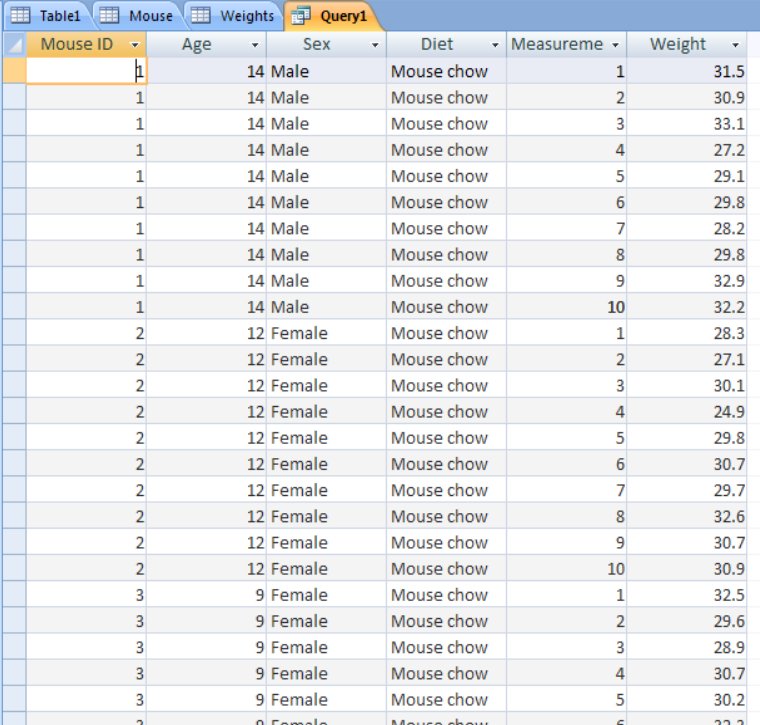 Table1 Mouse Weights Query1
Mouse ID Age Sex Diet Measureme Weight
1 14 Male Mouse chow 1 31.5
1 14 Male Mouse chow 2 30.9
1 14 Male Mouse chow 3 33.1
1 14 Male Mouse chow 4 27.2
1 14 Male Mouse chow 5 29.1
1 14 Male Mouse chow 6 29.8
1 14 Male Mouse chow 7 28.2
1 14 Male Mouse chow 8 29.8
1 14 Male Mouse chow 9 32.9
1 14 Male Mouse chow 10 32.2
2 12 Female Mouse chow 1 28.3
2 12 Female Mouse chow 2 27.1
2 12 Female Mouse chow 3 30.1
2 12 Female Mouse chow 4 24.9
2 12 Female Mouse chow 5 29.8
2 12 Female Mouse chow 6 30.7
2 12 Female Mouse chow 7 29.7
2 12 Female Mouse chow 8 32.6
2 12 Female Mouse chow 9 30.7
2 12 Female Mouse chow 10 30.9
3 9 Female Mouse chow 1 32.5
3 9 Female Mouse chow 2 29.6
3 9 Female Mouse chow 3 28.9
3 9 Female Mouse chow 4 30.7
3 9 Female Mouse chow 5 30.2
3 9 Female Mouse chow 6